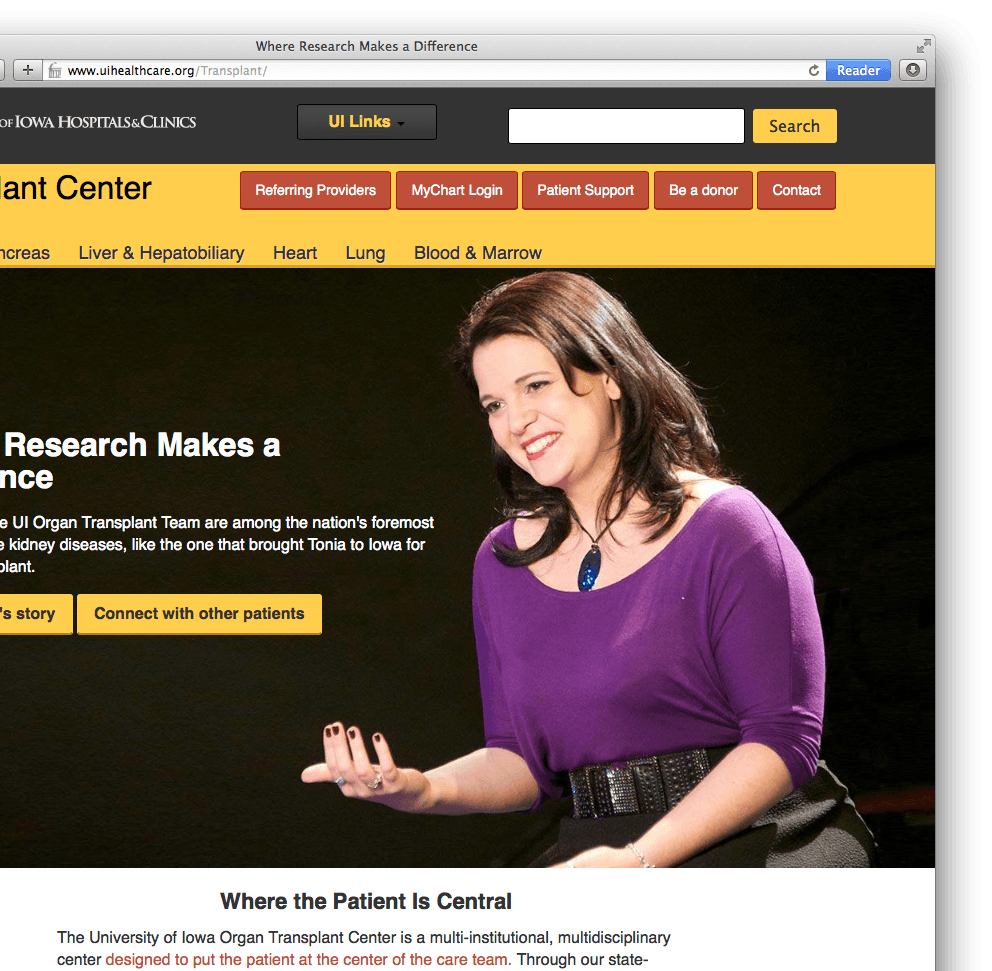 Where Research Makes a Difference
www.uihealthcare.org/Transplant/
Reader
OF IOWA HOSPITALS&CLINICS
UI Links
Search
lant Center
Referring Providers
MyChart Login
Patient Support
Be a donor
Contact
ncreas Liver & Hepatobiliary Heart Lung Blood & Marrow
Research Makes a
nce
e UI Organ Transplant Team are among the nation's foremost
e kidney diseases, like the one that brought Tonia to Iowa for
plant.
's story
Connect with other patients
Where the Patient Is Central
The University of Iowa Organ Transplant Center is a multi-institutional, multidisciplinary
center designed to put the patient at the center of the care team. Through our state-